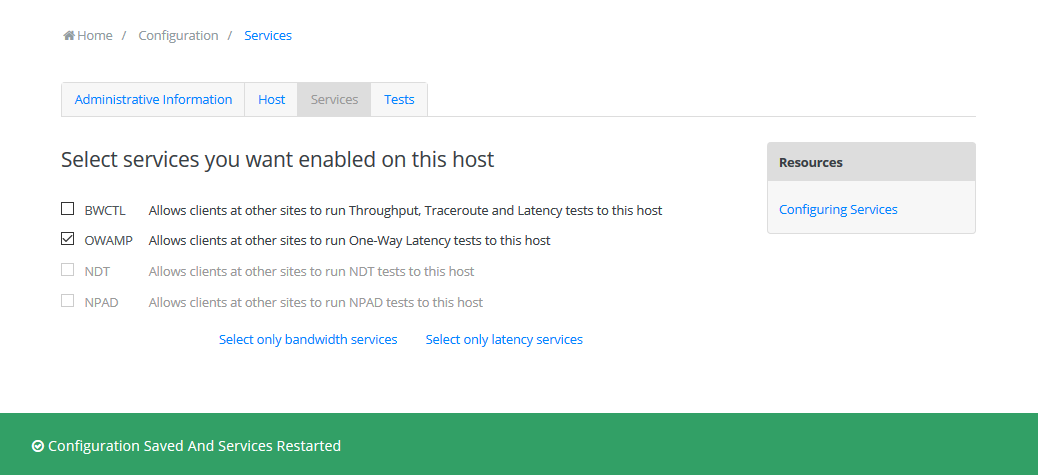 Home / Configuration / Services
Administrative Information Host Services Tests
Select services you want enabled on this host
BWCTL Allows clients at other sites to run Throughput, Traceroute and Latency tests to this host
OWAMP Allows clients at other sites to run One-Way Latency tests to this host
NDT Allows clients at other sites to run NDT tests to this host
NPAD Allows clients at other sites to run NPAD tests to this host
Select only bandwidth services Select only latency services
Resources
Configuring Services
Configuration Saved And Services Restarted